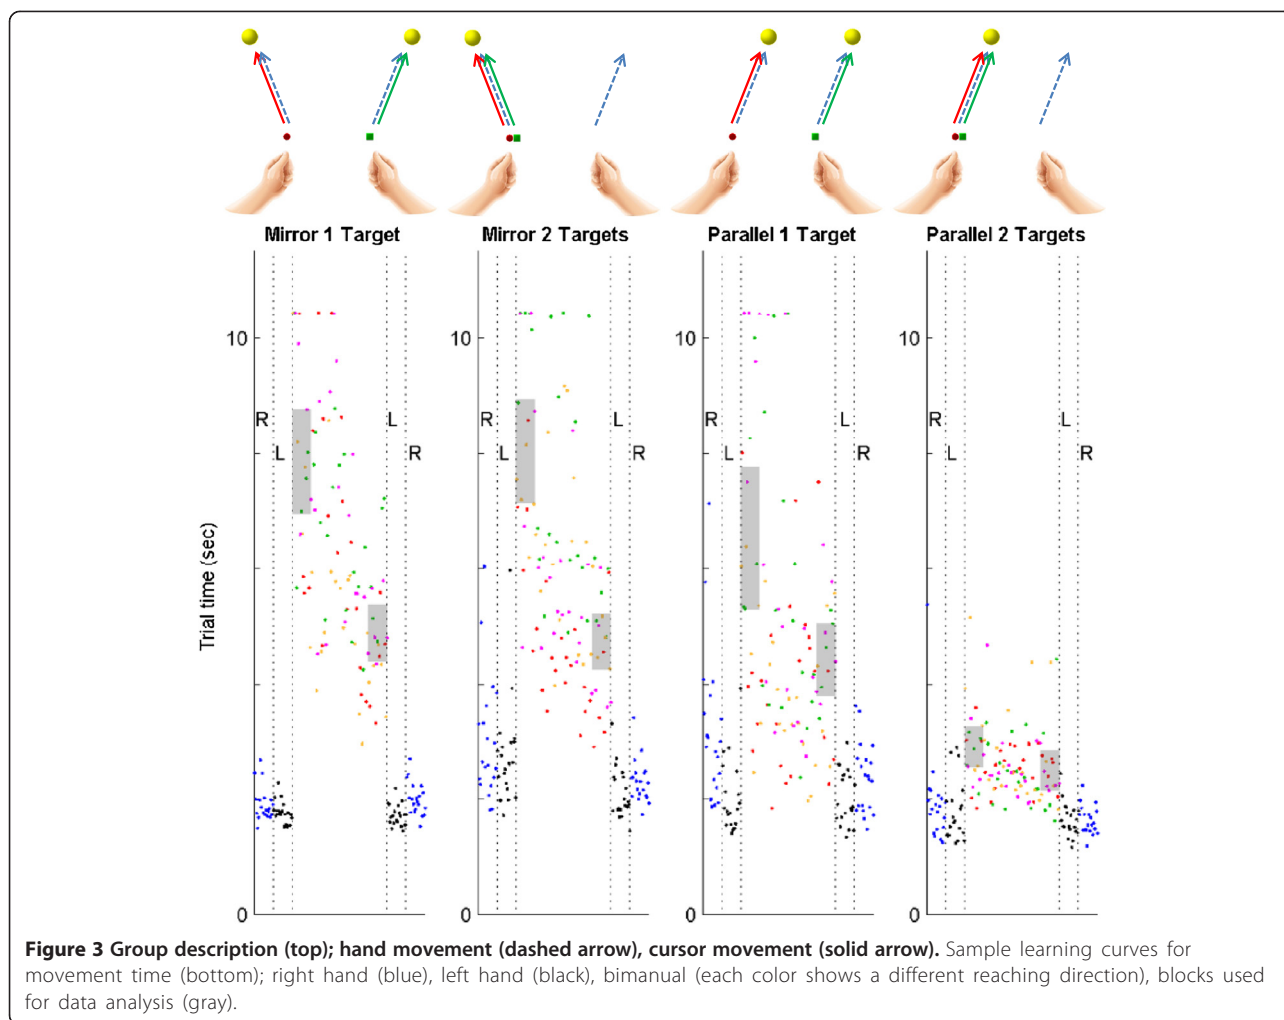 Mirror 1 Target Mirror 2 Targets Parallel 1 Target Parallel 2 Targets
10 10 10 10
R L R R
L L L L
L L L L
R R R R
Trial time (sec)
0 0 0 0
Figure 3 Group description (top); hand movement (dashed arrow), cursor movement (solid arrow). Sample learning curves for
movement time (bottom); right hand (blue), left hand (black), bimanual (each color shows a different reaching direction), blocks used
for data analysis (gray).